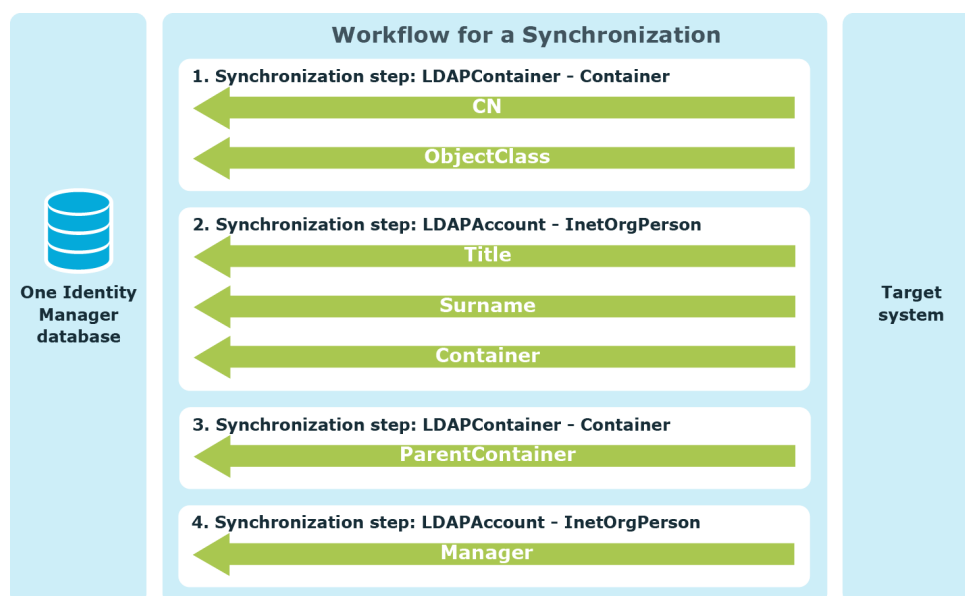 Workflow for a Synchronization
1. Synchronization step: LDAPContainer - Container
CN
ObjectClass
2. Synchronization step: LDAPAccount - InetOrgPerson
Title
Surname
Container
3. Synchronization step: LDAPContainer - Container
ParentContainer
4. Synchronization step: LDAPAccount - InetOrgPerson
Manager
One Identity
Manager
database
Target
system